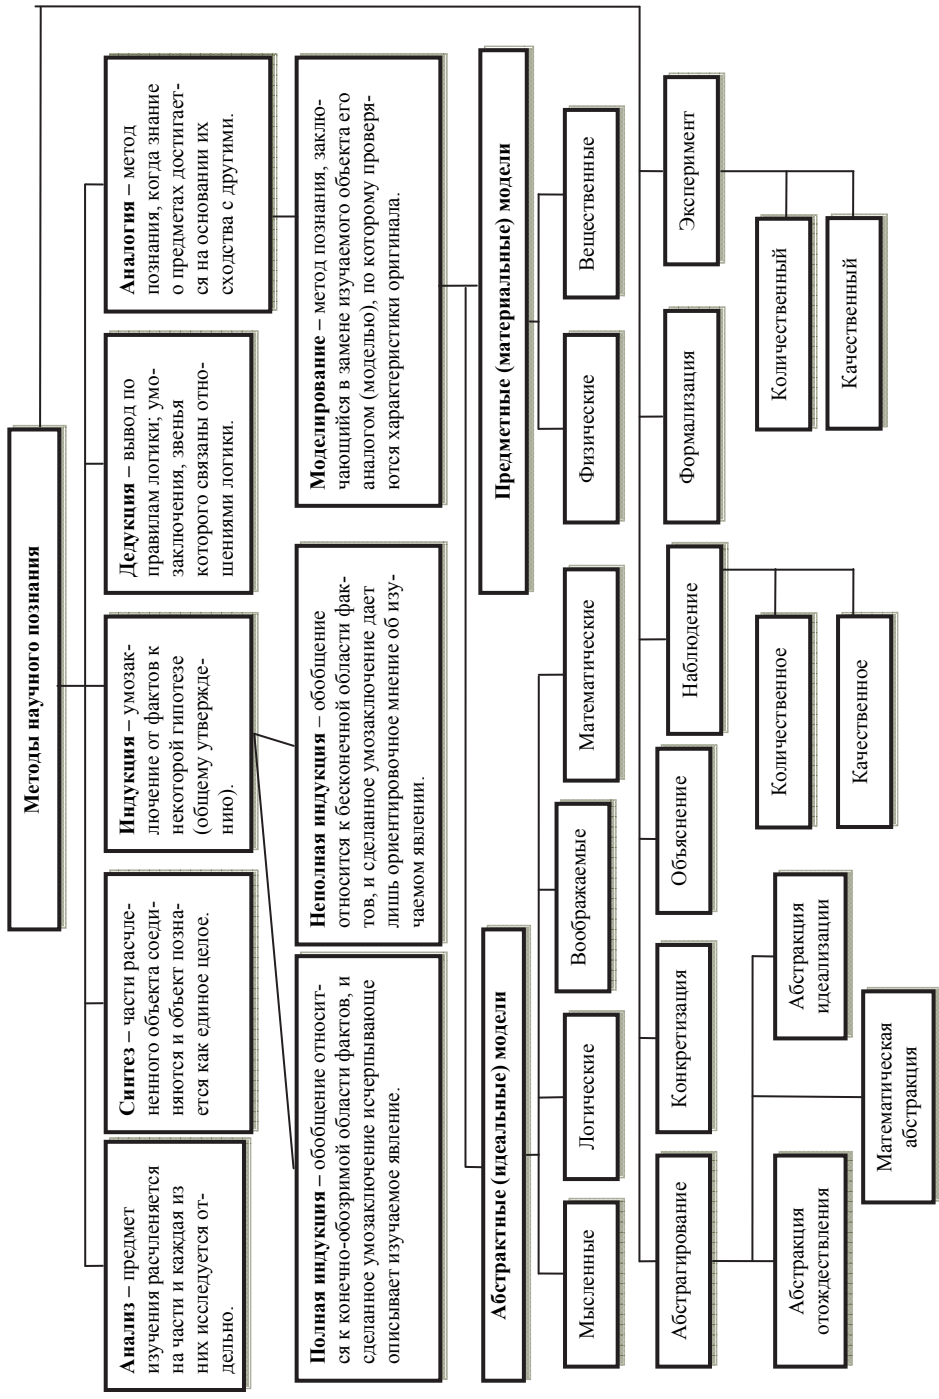 Методы научного познания
Анализ – предмет
изучения расчленяется
на части и каждая из
них исследуется от-
дельно.
Синтез – части расчле-
ненного объекта соеди-
няются и объект позна-
ется как единое целое.
Индукция – умозак-
лючение от фактов к
некоторой гипотезе
(общему утвержде-
нию).
Дедукция – вывод по
правилам логики; умо-
заключения, звенья
которого связаны отно-
шениями логики.
Аналогия – метод
познания, когда знание
о предметах достигает-
ся на основании их
сходства с другими.
Полная индукция – обобщение относит-
ся к конечно-обозримой области фактов, и
сделанное умозаключение исчерпывающе
описывает изучаемое явление.
Неполная индукция – обобщение
относится к бесконечной области фак-
тов, и сделанное умозаключение дает
лишь ориентировочное мнение об изу-
чаемом явлении.
Моделирование – метод познания, заклю-
чающийся в замене изучаемого объекта его
аналогом (моделью), по которому проверя-
ются характеристики оригинала.
Абстрактные (идеальные) модели
Предметные (материальные) модели
Мысленные
Логические
Воображаемые
Математические
Физические
Вещественные
Абстрагирование
Конкретизация
Объяснение
Наблюдение
Формализация
Эксперимент
Абстракция
отождествления
Абстракция
идеализации
Математическая
абстракция
Количественное
Качественное
Количественный
Качественный